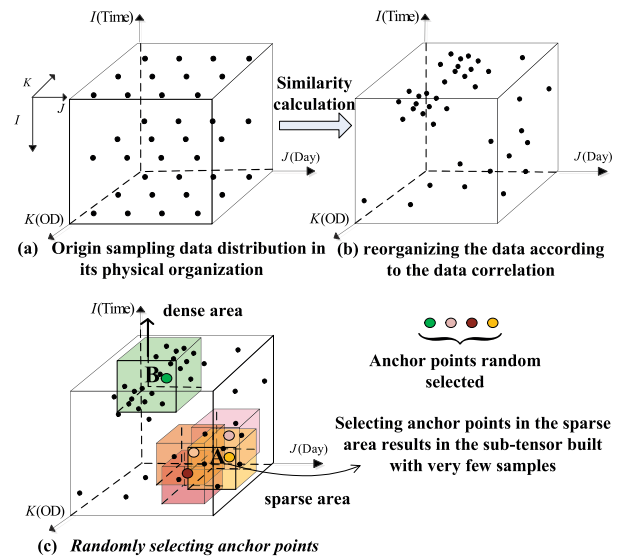 I(Time)
K
J
I
J(Day)
K(OD)
(a) Origin sampling data distribution in
its physical organization
Similarity
calculation
I(Time)
J(Day)
K(OD)
(b) reorganizing the data according
to the data correlation
I(Time)
dense area
B
A
J(Day)
sparse area
K(OD)
(c) Randomly selecting anchor points
Anchor points random
selected
Selecting anchor points in the sparse
area results in the sub-tensor built
with very few samples